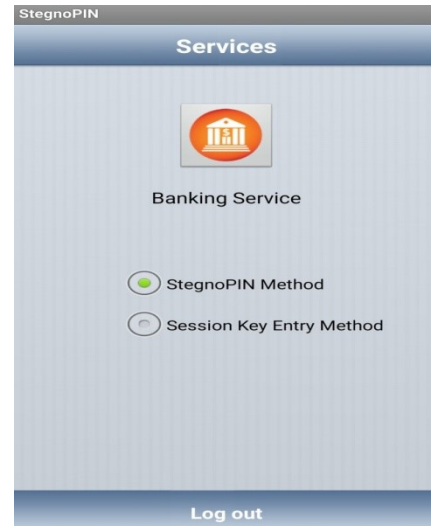 StegnoPIN
Services
Banking Service
StegnoPIN Method
Session Key Entry Method
Log out